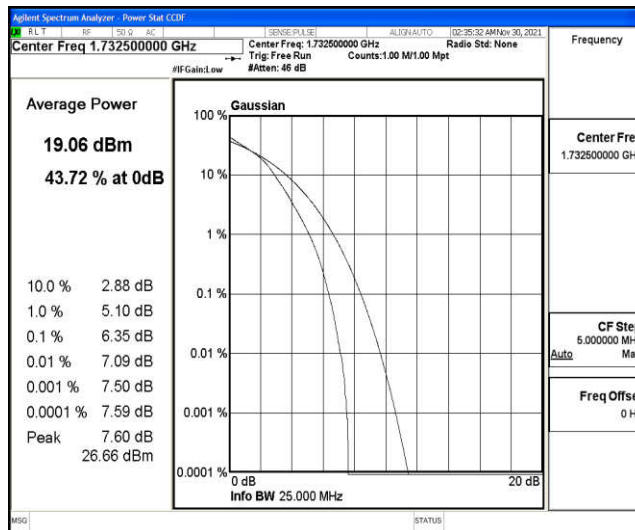 Agilent Spectrum Analyzer - Power Stat CCDF
LXI R L T RF 50 Ω AC SENSE:PULSE ALIGN AUTO 02:35:32 AM Nov 30, 2021
Center Freq 1.732500000 GHz
Center Freq: 1.732500000 GHz Radio Std: None
Trig: Free Run Counts:1.00 M/1.00 Mpt
#IFGain:Low #Atten: 46 dB
Frequency
Average Power
19.06 dBm
43.72 % at 0dB
10.0 % 2.88 dB
1.0 % 5.10 dB
0.1 % 6.35 dB
0.01 % 7.09 dB
0.001 % 7.50 dB
0.0001 % 7.59 dB
Peak 7.60 dB
26.66 dBm
Gaussian
100 %
10 %
1 %
0.1 %
0.01 %
0.001 %
0.0001 %
0 dB 20 dB
Info BW 25.000 MHz
Center Fre
1.732500000 GH
CF Step
5.000000 MH
Auto Ma
Freq Offse
0 H
MSG STATUS